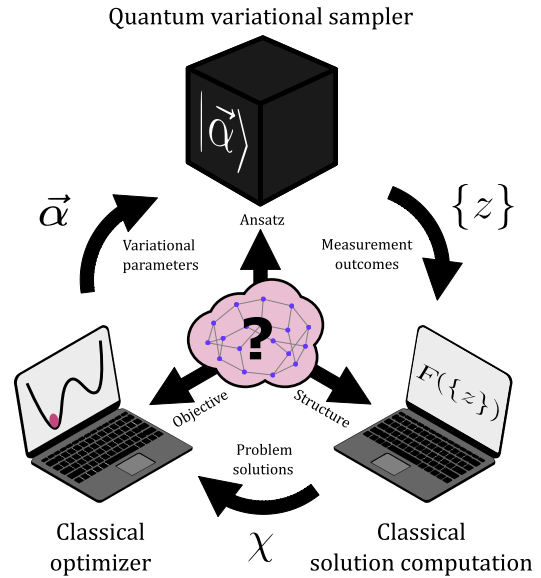 Quantum variational sampler
|α⃗⟩
Ansatz
α⃗
{z}
Variational
parameters
Measurement
outcomes
?
F({z})
Objective
Structure
Problem
solutions
χ
Classical
optimizer
Classical
solution computation